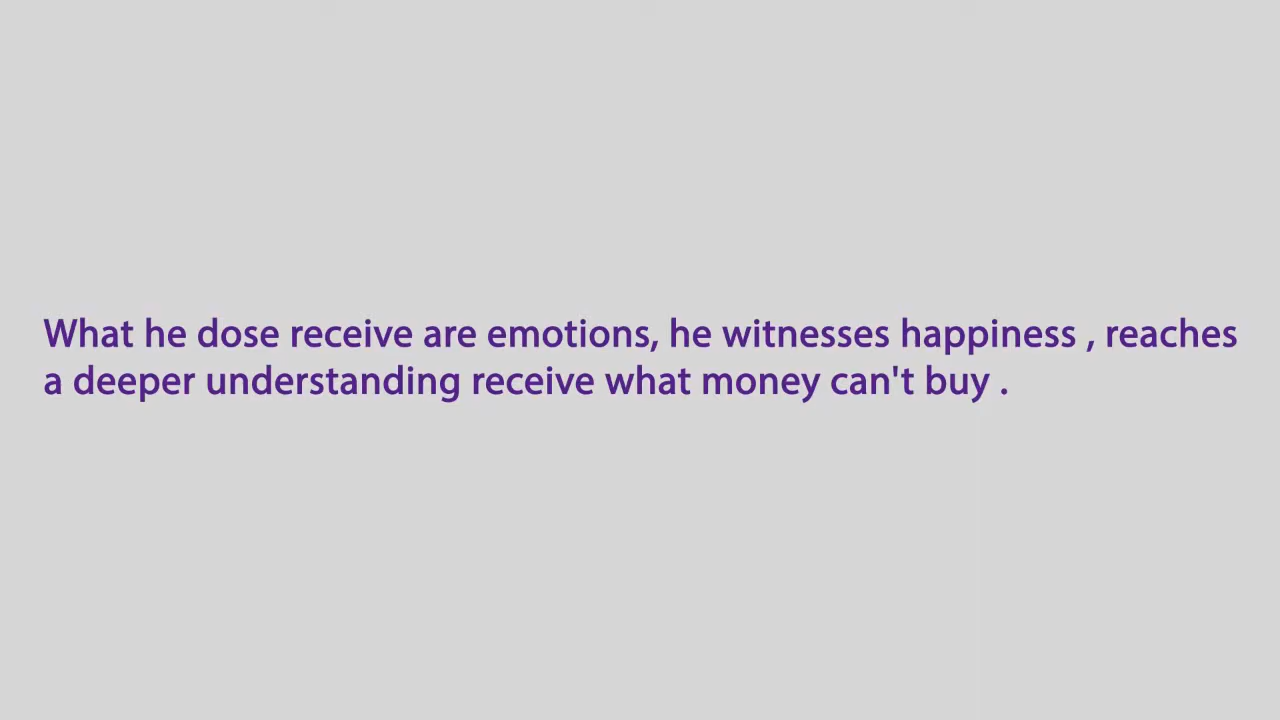 What he dose receive are emotions, he witnesses happiness , reaches
a deeper understanding receive what money can't buy .